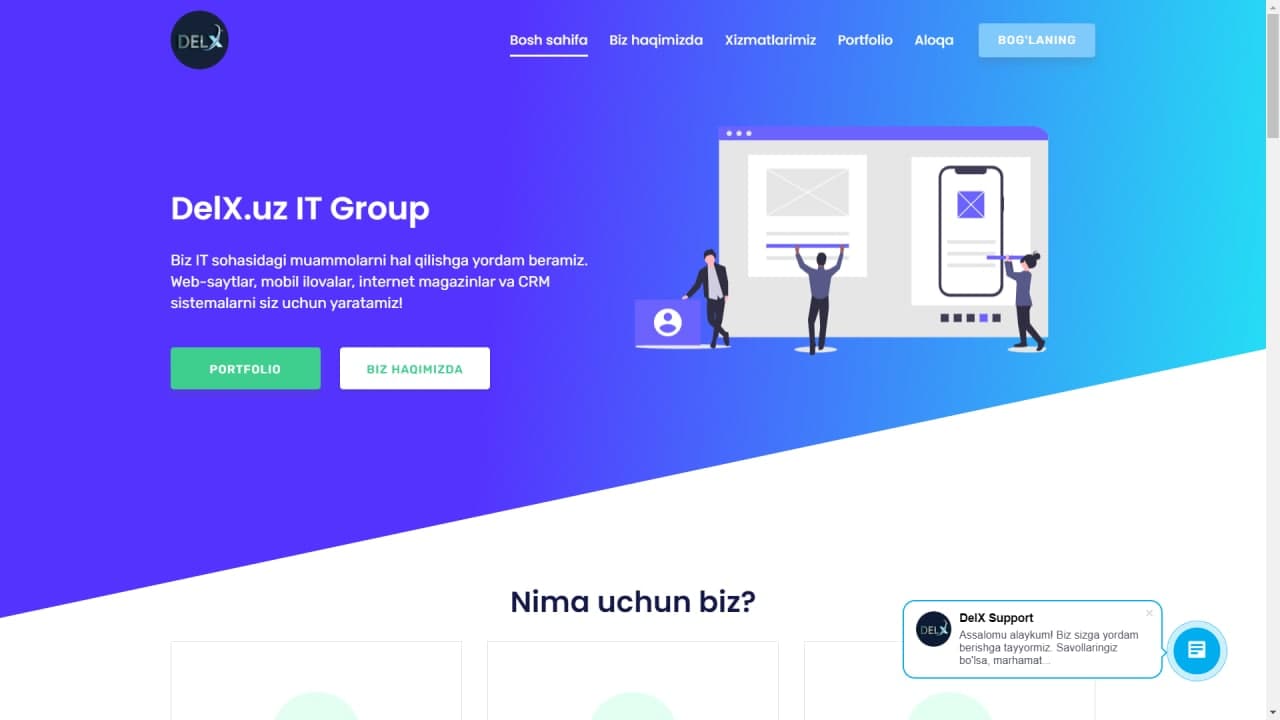 DELX
Bosh sahifa Biz haqimizda Xizmatlarimiz Portfolio Aloqa BOG'LANING
DelX.uz IT Group
Biz IT sohasidagi muammolarni hal qilishga yordam beramiz.
Web-saytlar, mobil ilovalar, internet magazinlar va CRM
sistemalarni siz uchun yaratamiz!
PORTFOLIO BIZ HAQIMIZDA
Nima uchun biz?
DELX
DelX Support
Assalomu alaykum! Biz sizga yordam
berishga tayyormiz. Savollaringiz
bo'lsa, marhamat...